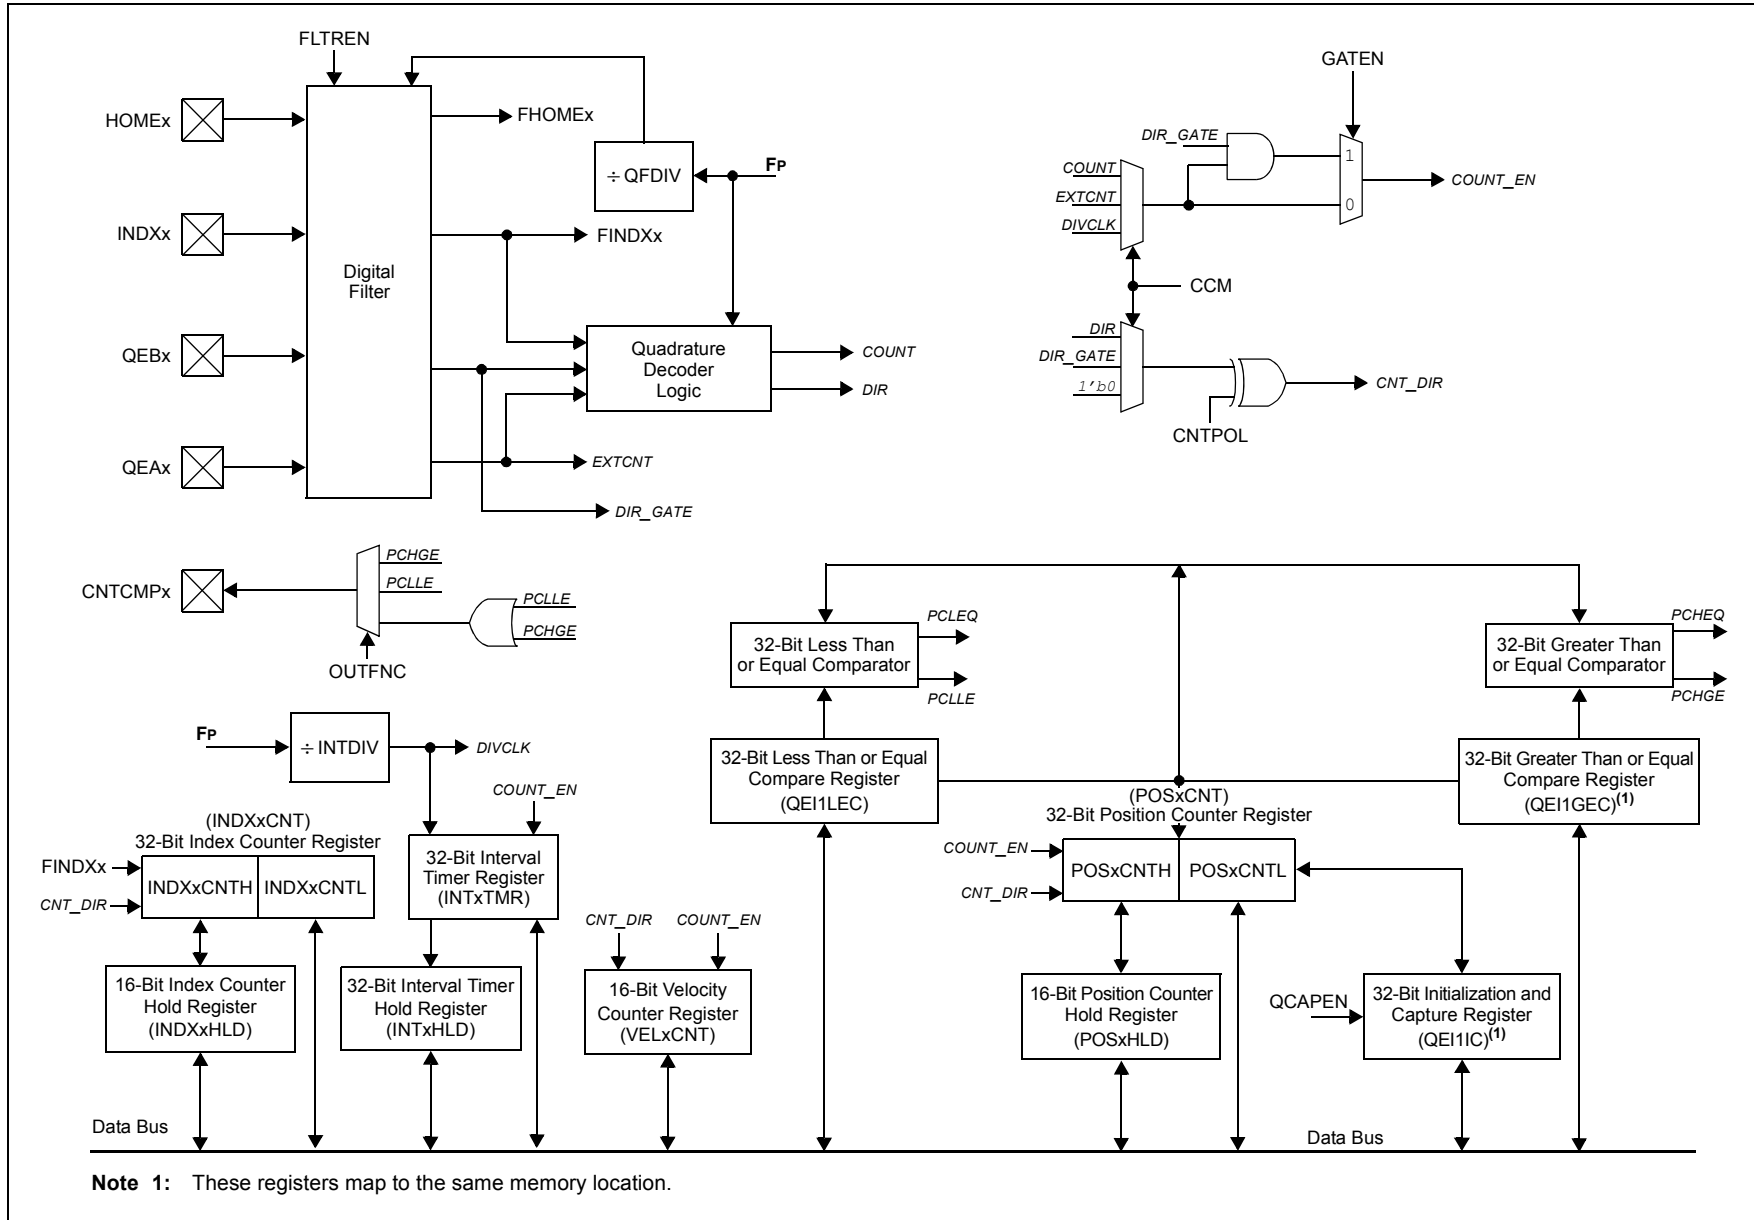 FLTREN
HOMEx
INDXx
QEBx
QEAx
Digital
Filter
FHOMEx
÷ QFDIV
FP
FINDXx
Quadrature
Decoder
Logic
COUNT
DIR
EXTCNT
DIR_GATE
GATEN
DIR_GATE
COUNT
EXTCNT
DIVCLK
1
0
COUNT_EN
CCM
DIR
DIR_GATE
1'b0
CNT_DIR
CNTPOL
CNTCMPx
PCHGE
PCLLE
PCLLE
PCHGE
OUTFNC
FP
÷ INTDIV
DIVCLK
COUNT_EN
32-Bit Less Than
or Equal Comparator
PCLEQ
PCLLE
32-Bit Greater Than
or Equal Comparator
PCHEQ
PCHGE
32-Bit Less Than or Equal
Compare Register
(QEI1LEC)
32-Bit Greater Than or Equal
Compare Register
(QEI1GEC)(1)
(INDXxCNT)
32-Bit Index Counter Register
FINDXx
CNT_DIR
INDXxCNTH
INDXxCNTL
32-Bit Interval
Timer Register
(INTxTMR)
(POSxCNT)
32-Bit Position Counter Register
COUNT_EN
CNT_DIR
POSxCNTH
POSxCNTL
16-Bit Index Counter
Hold Register
(INDXxHLD)
32-Bit Interval Timer
Hold Register
(INTxHLD)
CNT_DIR
COUNT_EN
16-Bit Velocity
Counter Register
(VELxCNT)
16-Bit Position Counter
Hold Register
(POSxHLD)
QCAPEN
32-Bit Initialization and
Capture Register
(QEI1IC)(1)
Data Bus
Data Bus
Note 1: These registers map to the same memory location.